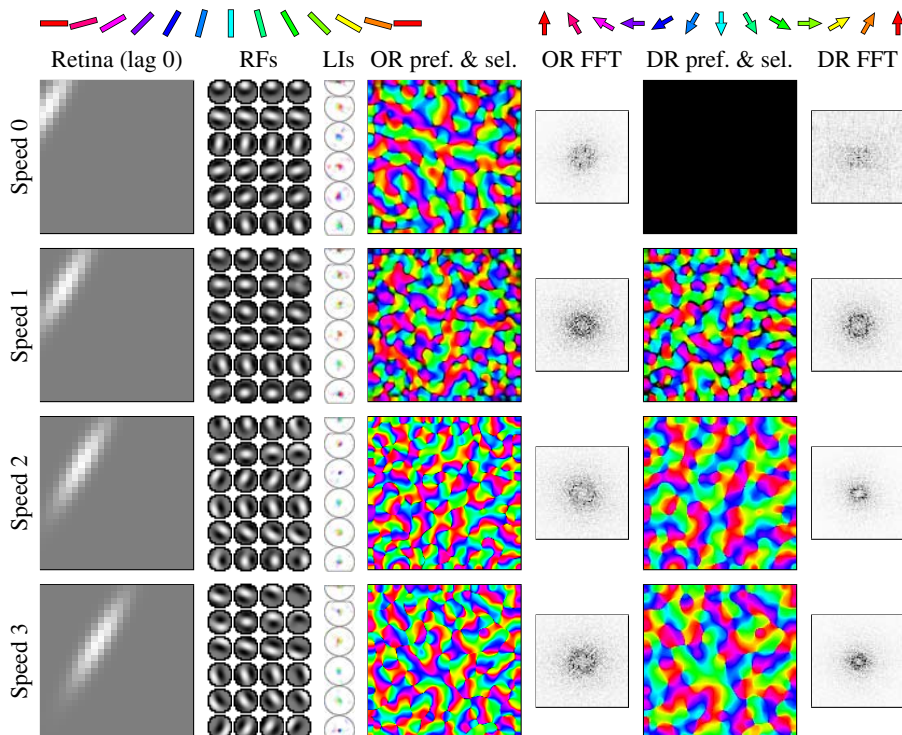 Retina (lag 0) RFs LIs OR pref. & sel. OR FFT DR pref. & sel. DR FFT
Speed 0
Speed 1
Speed 2
Speed 3